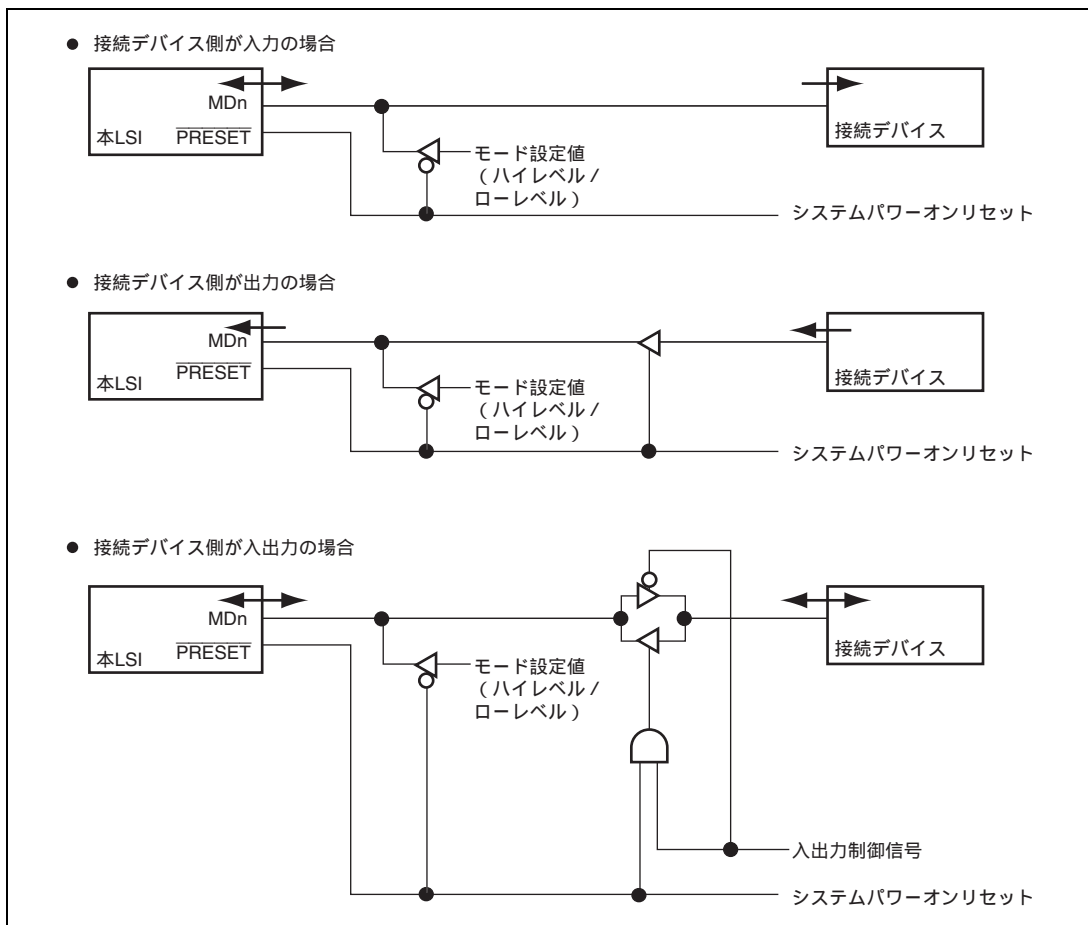 ● 接続デバイス側が入力の場合
MDn
本LSI
PRESET
接続デバイス
モード設定値
(ハイレベル/
ローレベル)
システムパワーオンリセット
● 接続デバイス側が出力の場合
MDn
本LSI
PRESET
接続デバイス
モード設定値
(ハイレベル/
ローレベル)
システムパワーオンリセット
● 接続デバイス側が入出力の場合
MDn
本LSI
PRESET
接続デバイス
モード設定値
(ハイレベル/
ローレベル)
入出力制御信号
システムパワーオンリセット